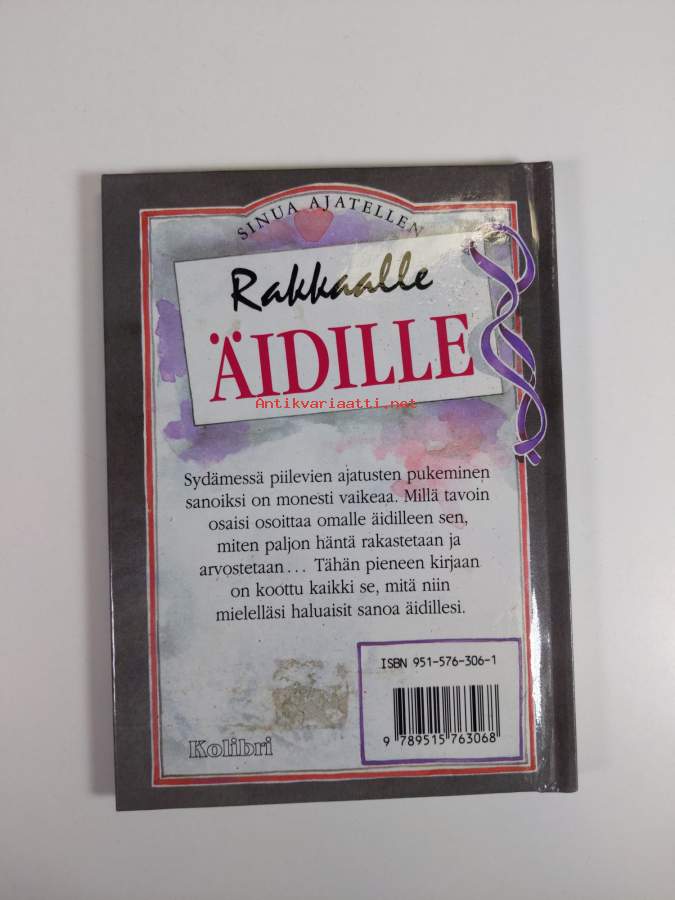 SINUA AJATELLEN
Rakkaalle
ÄIDILLE
Antikvariaatti.net
Sydämessä piilevien ajatusten pukeminen
sanoiksi on monesti vaikeaa. Millä tavoin
osaisi osoittaa omalle äidilleen sen,
miten paljon häntä rakastetaan ja
arvostetaan... Tähän pieneen kirjaan
on koottu kaikki se, mitä niin
mielelläsi haluaisit sanoa äidillesi.
ISBN 951-576-306-1
9 789515 763068
Kolibri